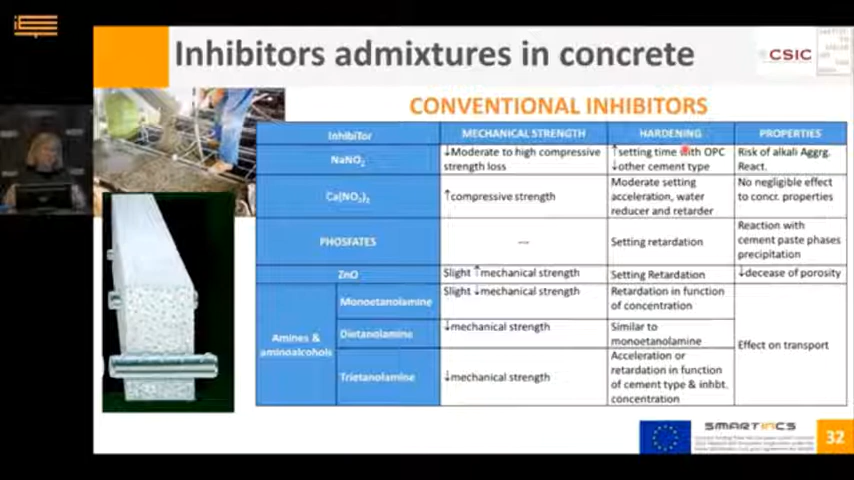 Inhibitors admixtures in concrete
CSIC
CONVENTIONAL INHIBITORS
InhibiTor
MECHANICAL STRENGTH
HARDENING
PROPERTIES
NaNO2
↓Moderate to high compressive
strength loss
↑setting time with OPC
↓other cement type
Risk of alkali Aggrg.
React.
Ca(NO2)2
↑compressive strength
Moderate setting
acceleration, water
reducer and retarder
No negligible effect
to concr. properties
PHOSFATES
---
Setting retardation
Reaction with
cement paste phases
precipitation
ZnO
Slight ↑mechanical strength
Setting Retardation
↓decease of porosity
Amines &
aminoalcohols
Monoetanolamine
Slight ↓mechanical strength
Retardation in function
of concentration
Effect on transport
Dietanolamine
↓mechanical strength
Similar to
monoetanolamine
Trietanolamine
↓mechanical strength
Acceleration or
retardation in function
of cement type & inhbt.
concentration
SMARTINCS
32